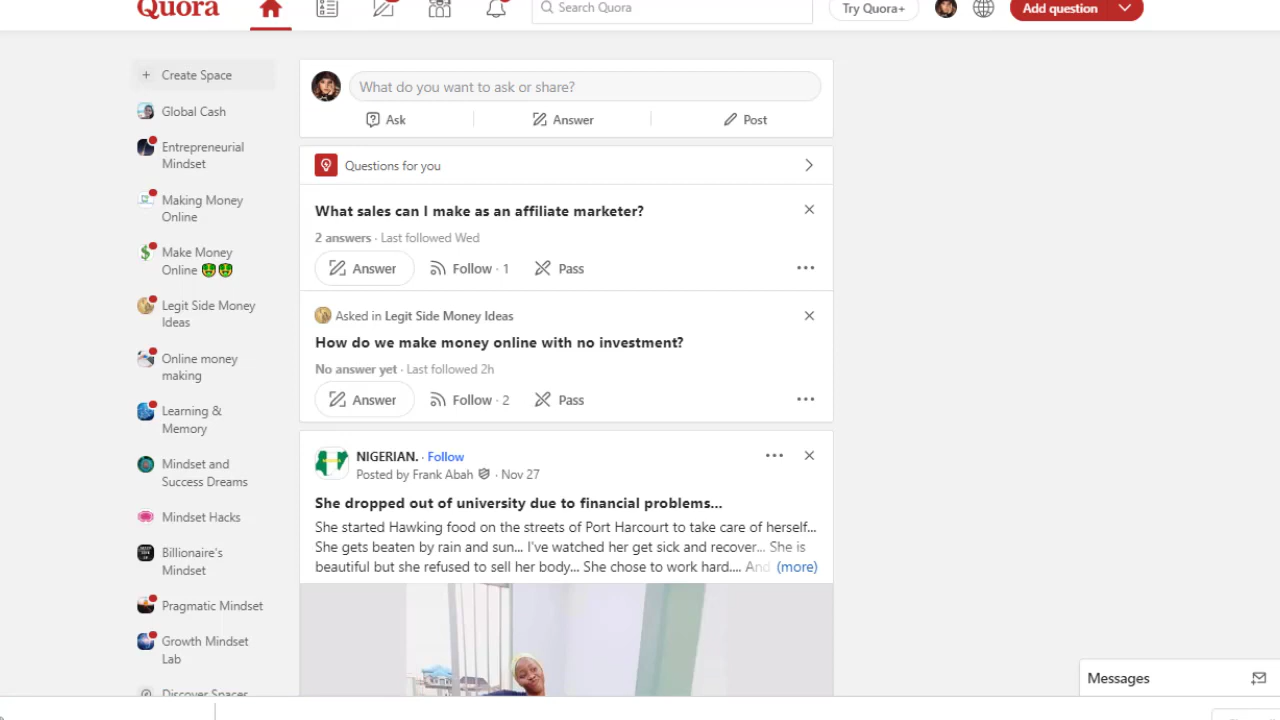 Quora
Search Quora
Try Quora+
Add question
Create Space
Global Cash
Entrepreneurial
Mindset
Making Money
Online
Make Money
Online 🤑🤑
Legit Side Money
Ideas
Online money
making
Learning &
Memory
Mindset and
Success Dreams
Mindset Hacks
Billionaire's
Mindset
Pragmatic Mindset
Growth Mindset
Lab
Discover Spaces
What do you want to ask or share?
Ask
Answer
Post
Questions for you
What sales can I make as an affiliate marketer?
2 answers · Last followed Wed
Answer Follow · 1 Pass
Asked in Legit Side Money Ideas
How do we make money online with no investment?
No answer yet · Last followed 2h
Answer Follow · 2 Pass
NIGERIAN. · Follow
Posted by Frank Abah · Nov 27
She dropped out of university due to financial problems...
She started Hawking food on the streets of Port Harcourt to take care of herself...
She gets beaten by rain and sun... I've watched her get sick and recover... She is
beautiful but she refused to sell her body... She chose to work hard.... And (more)
Messages